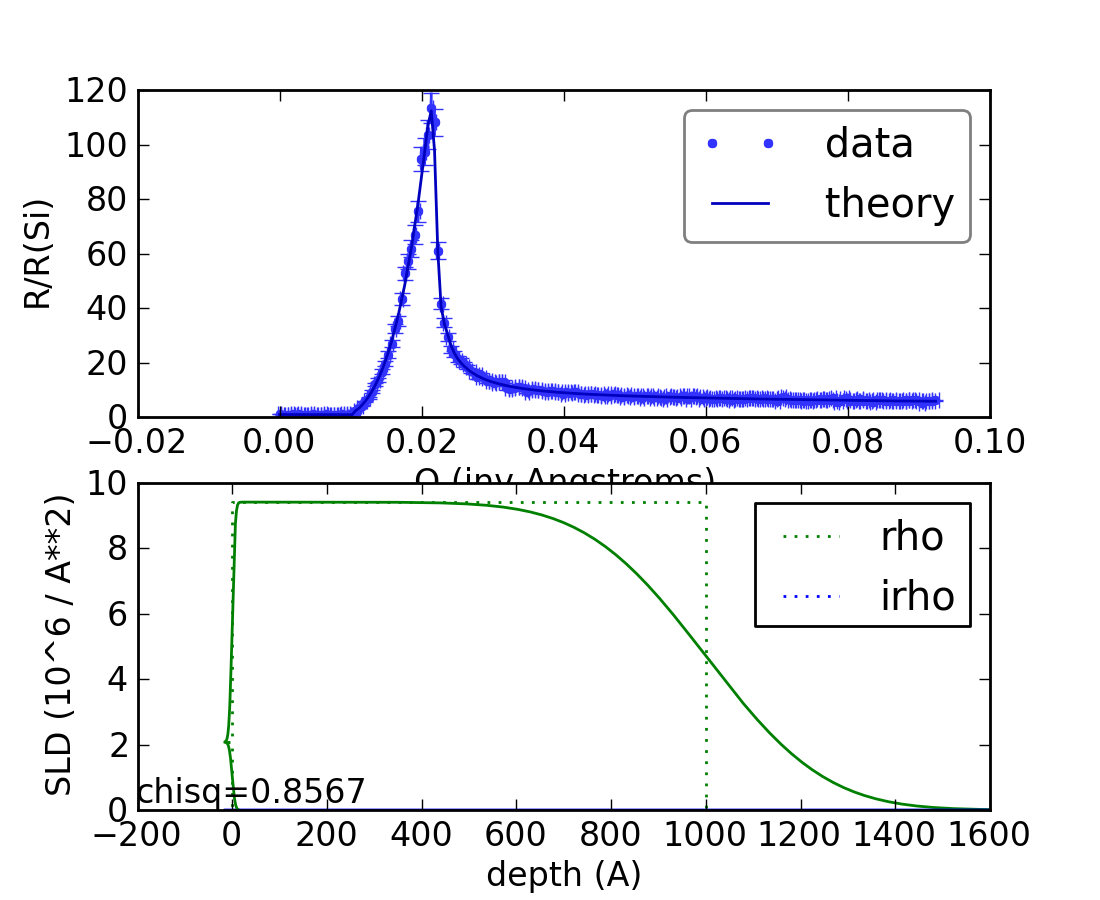 120
100
80
60
40
20
0
R/R(Si)
data
theory
−0.02 0.00 0.02 0.04 0.06 0.08 0.10
Q (inv Angstroms)
10
8
6
4
2
0
SLD (10^6 / A**2)
rho
irho
chisq=0.8567
−200 0 200 400 600 800 1000 1200 1400 1600
depth (A)